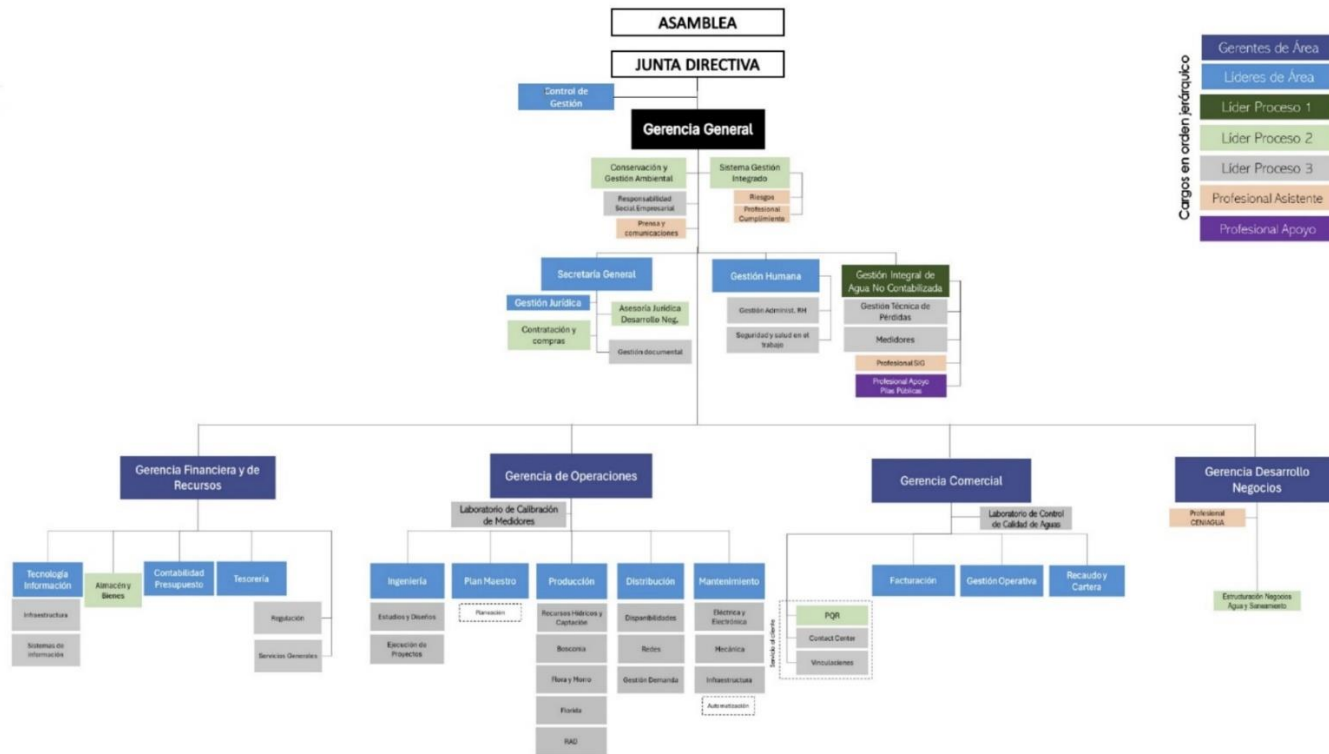 ASAMBLEA
JUNTA DIRECTIVA
Control de
Gestión
Gerencia General
Conservación y
Gestión Ambiental
Sistema Gestión
Integrado
Responsabilidad
Social Empresarial
Riesgos
Profesional
Cumplimiento
Prensa y
comunicaciones
Cargos en orden jerárquico
Gerentes de Área
Líderes de Área
Líder Proceso 1
Líder Proceso 2
Líder Proceso 3
Profesional Asistente
Profesional Apoyo
Secretaría General
Gestión Jurídica
Asesoría Jurídica
Desarrollo Neg.
Contratación y
compras
Gestión documental
Gestión Humana
Gestión Administ. RH
Seguridad y salud en el
trabajo
Gestión Integral de
Agua No Contabilizada
Gestión Técnica de
Pérdidas
Medidores
Profesional SIG
Profesional Apoyo
Pilas Públicas
Gerencia Financiera y de
Recursos
Tecnología
Información
Infraestructura
Sistemas de
Información
Almacén y
Bienes
Contabilidad
Presupuesto
Tesorería
Regulación
Servicios Generales
Gerencia de Operaciones
Laboratorio de Calibración
de Medidores
Ingeniería
Estudios y Diseños
Ejecución de
Proyectos
Plan Maestro
Planeación
Producción
Recursos Hídricos y
Captación
Bosconia
Flora y Morro
Florida
RAD
Distribución
Disponibilidades
Redes
Gestión Demanda
Mantenimiento
Eléctrica y
Electrónica
Mecánica
Infraestructura
Automatización
Gerencia Comercial
Laboratorio de Control
de Calidad de Aguas
Facturación
Gestión Operativa
Recaudo y
Cartera
Servicio al cliente
PQR
Contact Center
Vinculaciones
Gerencia Desarrollo
Negocios
Profesional
CENIAGUA
Estructuración Negocios
Agua y Saneamiento